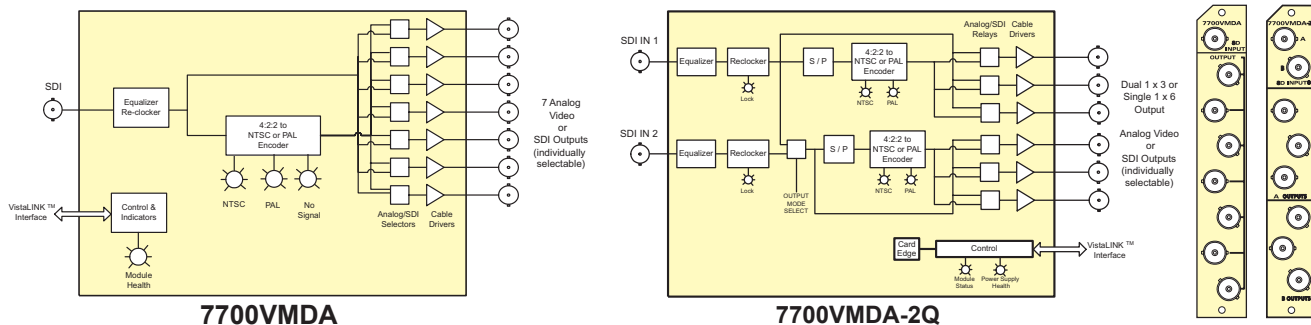 SDI
Equalizer
Re-clocker
4:2:2 to
NTSC or PAL
Encoder
NTSC
PAL
No
Signal
Analog/SDI
Selectors
Cable
Drivers
7 Analog
Video
or
SDI Outputs
(individually
selectable)
VistaLINK ™
Interface
Control &
Indicators
Module
Health
7700VMDA
SDI IN 1
Equalizer
Reclocker
Lock
S / P
4:2:2 to
NTSC or PAL
Encoder
NTSC
PAL
Analog/SDI
Relays
Cable
Drivers
SDI IN 2
Equalizer
Reclocker
Lock
OUTPUT
MODE
SELECT
S / P
4:2:2 to
NTSC or PAL
Encoder
NTSC
PAL
Dual 1 x 3 or
Single 1 x 6
Output
Analog Video
or
SDI Outputs
(individually
selectable)
Card
Edge
Control
Module
Status
Power Supply
Health
VistaLINK ™
Interface
7700VMDA-2Q
7700VMDA
SD
INPUT
OUTPUT
A
B
SD INPUTS
A OUTPUTS
B OUTPUTS